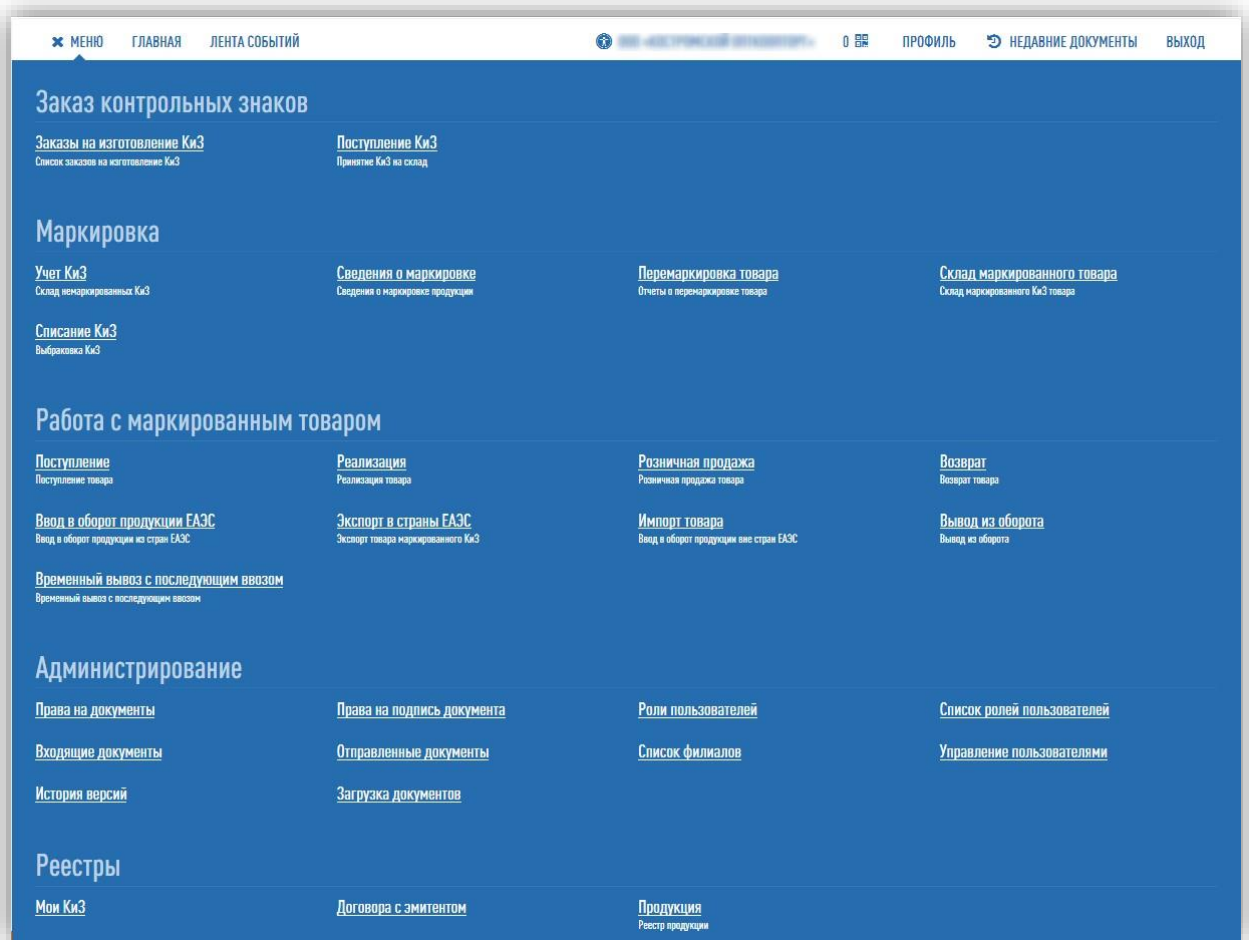 МЕНЮ ГЛАВНАЯ ЛЕНТА СОБЫТИЙ 0 ПРОФИЛЬ НЕДАВНИЕ ДОКУМЕНТЫ ВЫХОД
Заказ контрольных знаков
Заказы на изготовление КиЗ Поступление КиЗ
Список заказов на изготовление КиЗ Принятие КиЗ на склад
Маркировка
Учет КиЗ Сведения о маркировке Перемаркировка товара Склад маркированного товара
Склад немаркированных КиЗ Сведения о маркировке продукции Отчеты о перемаркировке товара Склад маркированного КиЗ товара
Списание КиЗ
Выбраковка КиЗ
Работа с маркированным товаром
Поступление Реализация Розничная продажа Возврат
Поступление товара Реализация товара Розничная продажа товара Возврат товара
Ввод в оборот продукции ЕАЭС Экспорт в страны ЕАЭС Импорт товара Вывод из оборота
Ввод в оборот продукции из стран ЕАЭС Экспорт товара маркированного КиЗ Ввод в оборот продукции вне стран ЕАЭС Вывод из оборота
Временный вывоз с последующим ввозом
Временный вывоз с последующим ввозом
Администрирование
Права на документы Права на подпись документа Роли пользователей Список ролей пользователей
Входящие документы Отправленные документы Список филиалов Управление пользователями
История версий Загрузка документов
Реестры
Мои КиЗ Договора с эмитентом Продукция
Реестр продукции